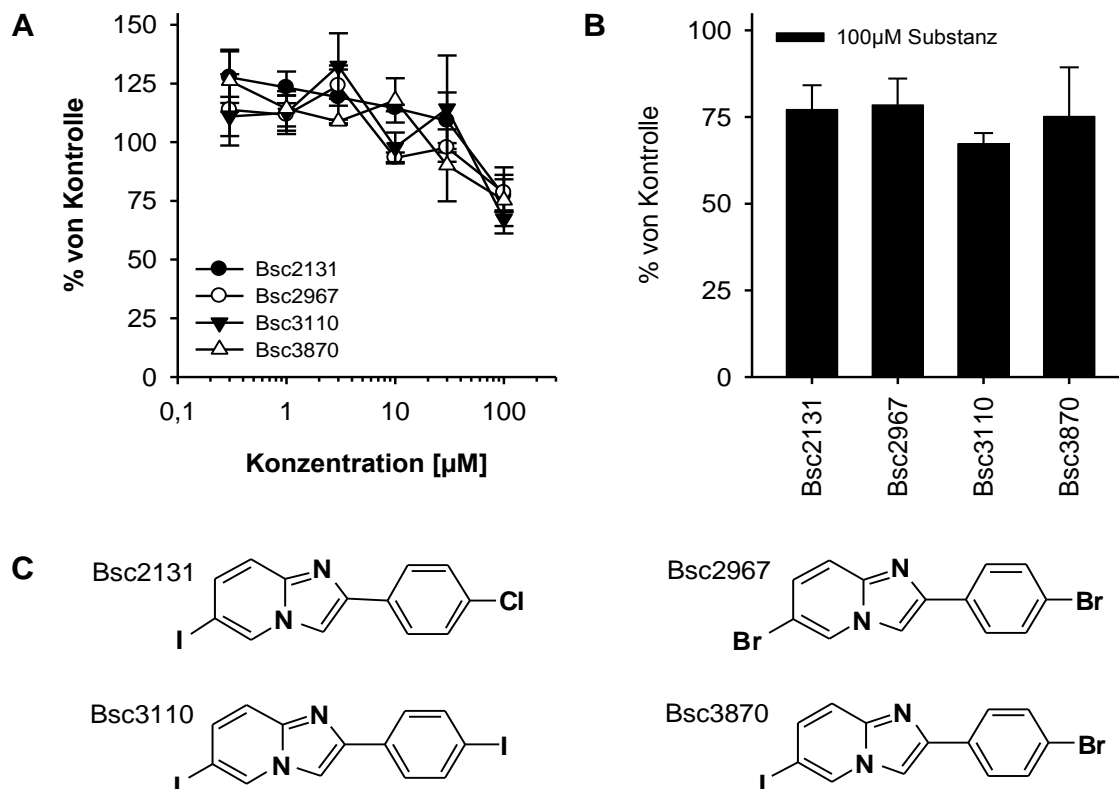 A
% von Kontrolle
150
125
100
75
50
25
0
Bsc2131
Bsc2967
Bsc3110
Bsc3870
0,1
1
10
100
Konzentration [µM]
B
% von Kontrolle
100
75
50
25
0
100µM Substanz
Bsc2131
Bsc2967
Bsc3110
Bsc3870
C
Bsc2131
N
N
I
Cl
Bsc2967
N
N
Br
Br
Bsc3110
N
N
I
I
Bsc3870
N
N
I
Br